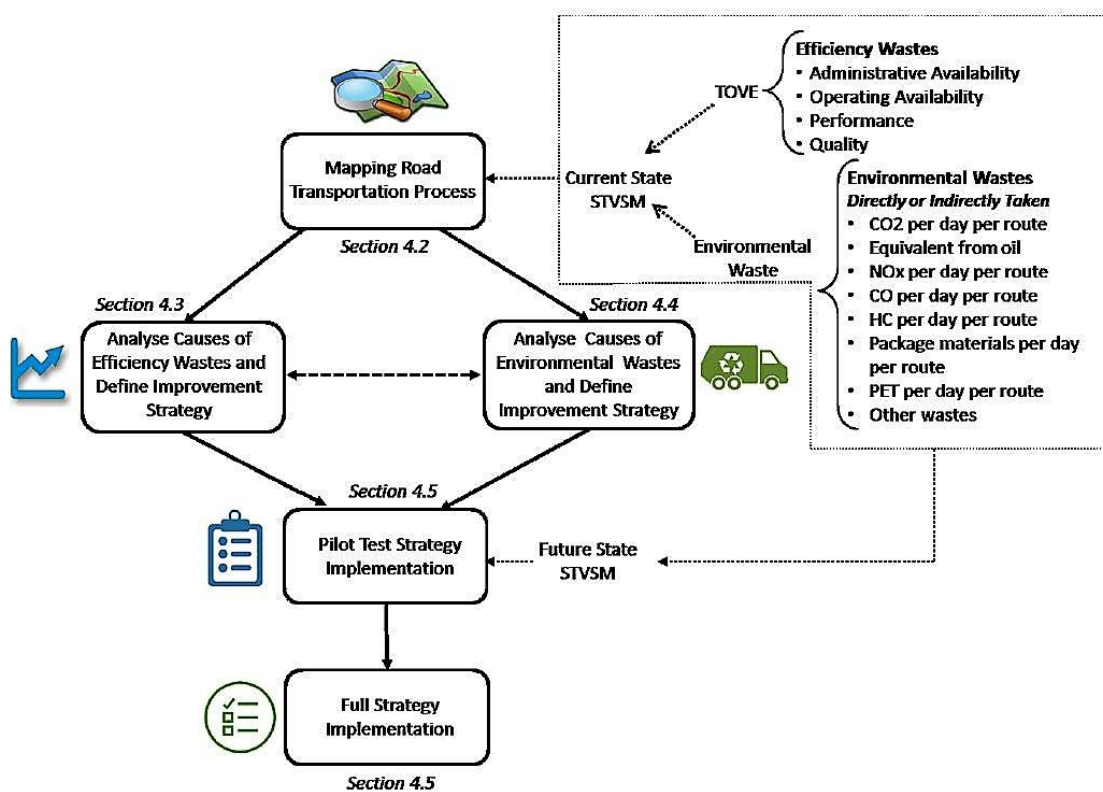 Efficiency Wastes
• Administrative Availability
• Operating Availability
• Performance
• Quality
TOVE
Mapping Road
Transportation Process
Current State
STVSM
Environmental Wastes
Directly or Indirectly Taken
• CO2 per day per route
• Equivalent from oil
• NOx per day per route
• CO per day per route
• HC per day per route
• Package materials per day
per route
• PET per day per route
• Other wastes
Environmental
Waste
Section 4.2
Section 4.3
Analyse Causes of
Efficiency Wastes and
Define Improvement
Strategy
Section 4.4
Analyse Causes of
Environmental Wastes
and Define
Improvement Strategy
Section 4.5
Pilot Test Strategy
Implementation
Future State
STVSM
Full Strategy
Implementation
Section 4.5